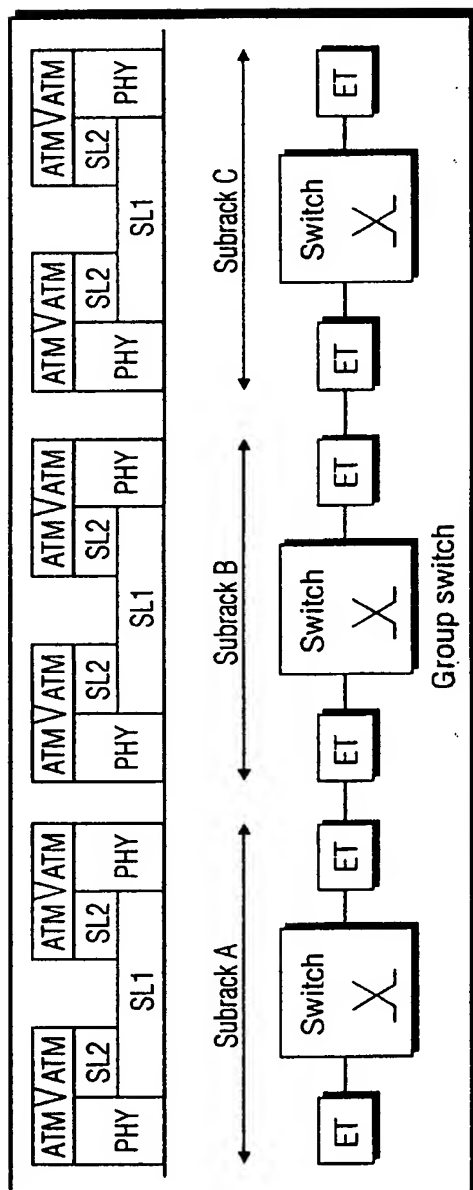 ATM ATM ATM ATM ATM ATM ATM ATM ATM ATM ATM ATM
PHY SL2 SL2 PHY PHY SL2 SL2 PHY PHY SL2 SL2 PHY
SL1 SL1 SL1
Subrack A Subrack B Subrack C
ET Switch ET ET Switch ET ET Switch ET
Group switch